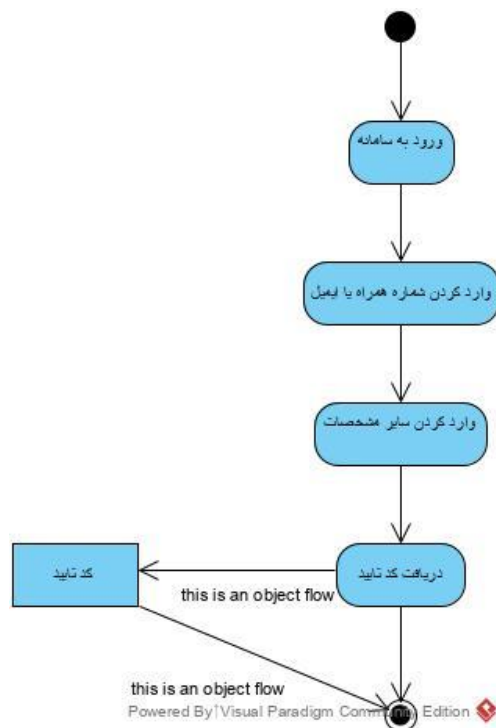 ورود به سامانه
وارد کردن شماره همراه یا ایمیل
وارد کردن سایر مشخصات
دریافت کد تایید
کد تایید
this is an object flow
this is an object flow
Powered By Visual Paradigm Community Edition